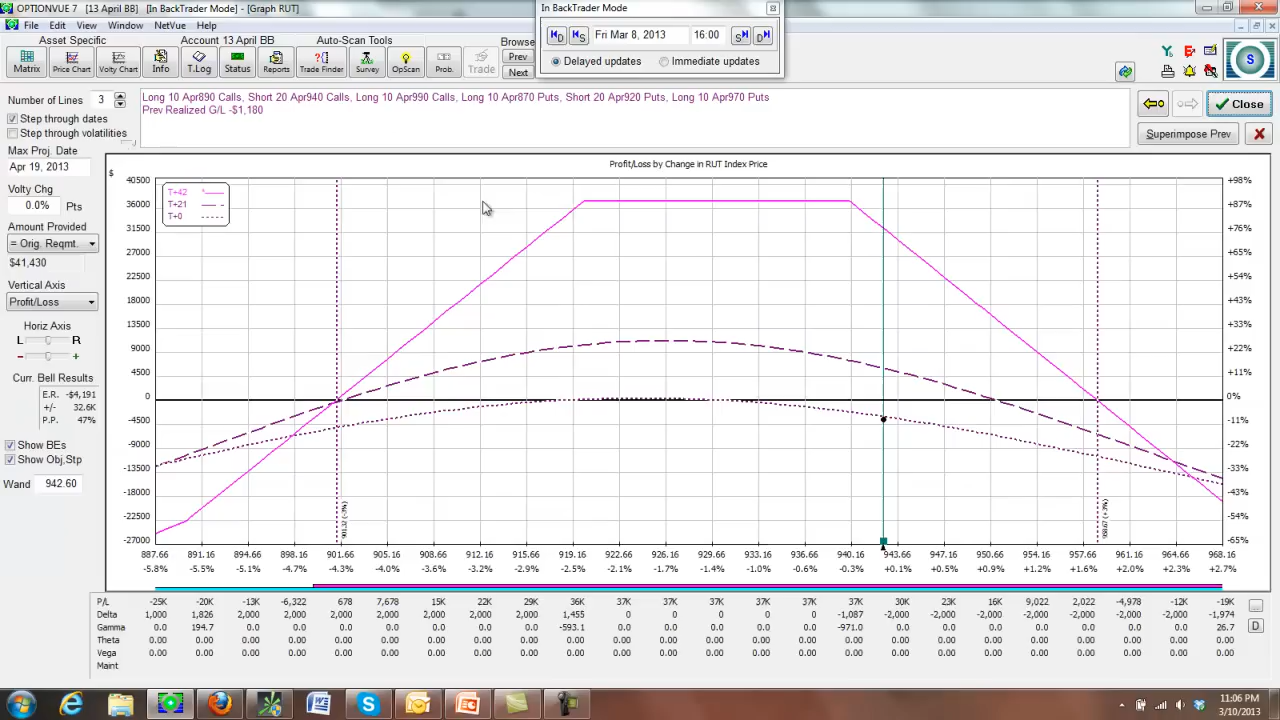 OPTIONVUE 7 [13 April BB] [In BackTrader Mode] - [Graph RUT]
In BackTrader Mode
File Edit View Window NetVue Help
Fri Mar 8, 2013 16:00
Delayed updates Immediate updates
Asset Specific Account 13 April BB Auto-Scan Tools Browse
Matrix Price Chart Volty Chart Info T.Log Status Reports Trade Finder Survey OpScan Prob. Trade Prev
Next
Number of Lines 3
Step through dates
Step through volatilities
Max Proj. Date
Apr 19, 2013
Volty Chg
0.0% Pts
Amount Provided
= Orig. Reqmt.
$41,430
Vertical Axis
Profit/Loss
Horiz Axis
L R
- +
Curr. Bell Results
E.R. -$4,191
+/- 32.6K
P.P. 47%
Show BEs
Show Obj.Stp
Wand 942.60
Long 10 Apr890 Calls, Short 20 Apr940 Calls, Long 10 Apr990 Calls, Long 10 Apr870 Puts, Short 20 Apr920 Puts, Long 10 Apr970 Puts
Prev Realized G/L -$1,180
Close
Superimpose Prev
Profit/Loss by Change in RUT Index Price
$
T+42
T+21
T+0
40500 +98%
36000 +87%
31500 +76%
27000 +65%
22500 +54%
18000 +43%
13500 +33%
9000 +22%
4500 +11%
0 0%
-4500 -11%
-9000 -22%
-13500 -33%
-18000 -43%
-22500 -54%
-27000 -65%
887.66 891.16 894.66 898.16 901.66 905.16 908.66 912.16 915.66 919.16 922.66 926.16 929.66 933.16 936.66 940.16 943.66 947.16 950.66 954.16 957.66 961.16 964.66 968.16
-5.8% -5.5% -5.1% -4.7% -4.3% -4.0% -3.6% -3.2% -2.9% -2.5% -2.1% -1.7% -1.4% -1.0% -0.6% -0.3% +0.1% +0.5% +0.9% +1.2% +1.6% +2.0% +2.3% +2.7%
P/L -25K -20K -13K -6,322 678 7,678 15K 22K 29K 36K 37K 37K 37K 37K 37K 37K 30K 23K 16K 9,022 2,022 -4,978 -12K -19K
Delta 1,000 1,826 2,000 2,000 2,000 2,000 2,000 2,000 2,000 1,455 0 0 0 0 0 -1,087 -2,000 -2,000 -2,000 -2,000 -2,000 -2,000 -2,000 -1,974
Gamma 0.0 194.7 0.0 0.0 0.0 0.0 0.0 0.0 0.0 -593.1 0.0 0.0 0.0 0.0 0.0 -971.0 0.0 0.0 0.0 0.0 0.0 0.0 0.0 26.7
Theta 0.00 0.00 0.00 0.00 0.00 0.00 0.00 0.00 0.00 0.00 0.00 0.00 0.00 0.00 0.00 0.00 0.00 0.00 0.00 0.00 0.00 0.00 0.00 0.00
Vega 0.00 0.00 0.00 0.00 0.00 0.00 0.00 0.00 0.00 0.00 0.00 0.00 0.00 0.00 0.00 0.00 0.00 0.00 0.00 0.00 0.00 0.00 0.00 0.00
Maint
D
11:06 PM
3/10/2013